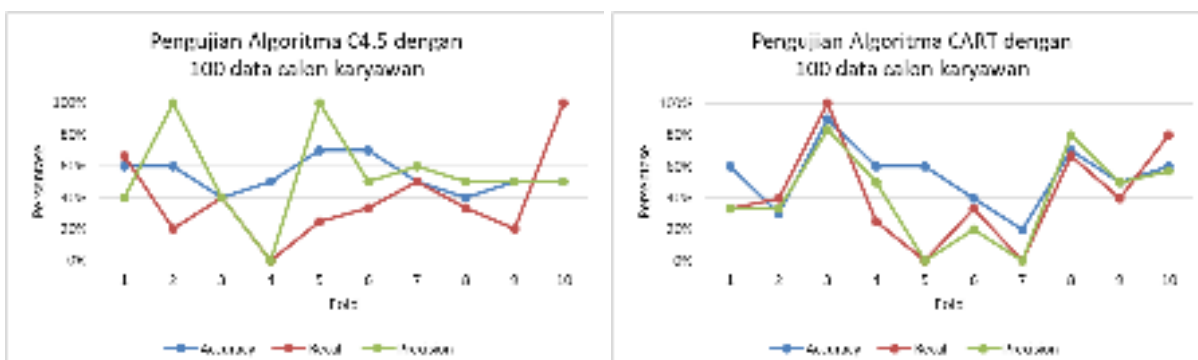 Pengujian Algoritma C4.5 dengan
100 data calon karyawan
100%
80%
60%
40%
20%
0%
Persentase
1 2 3 4 5 6 7 8 9 10
Fold
Accuracy Recall Precision
Pengujian Algoritma CART dengan
100 data calon karyawan
100%
80%
60%
40%
20%
0%
Persentase
1 2 3 4 5 6 7 8 9 10
Fold
Accuracy Recall Precision